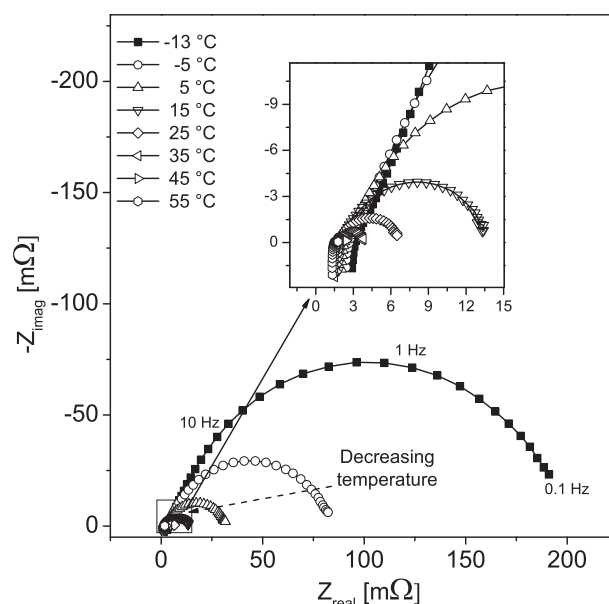 -13 °C
-5 °C
5 °C
15 °C
25 °C
35 °C
45 °C
55 °C
-200
-150
-100
-50
0
-Z_imag [mΩ]
-9
-6
-3
0
0 3 6 9 12 15
1 Hz
10 Hz
0.1 Hz
Decreasing
temperature
0 50 100 150 200
Z_real [mΩ]